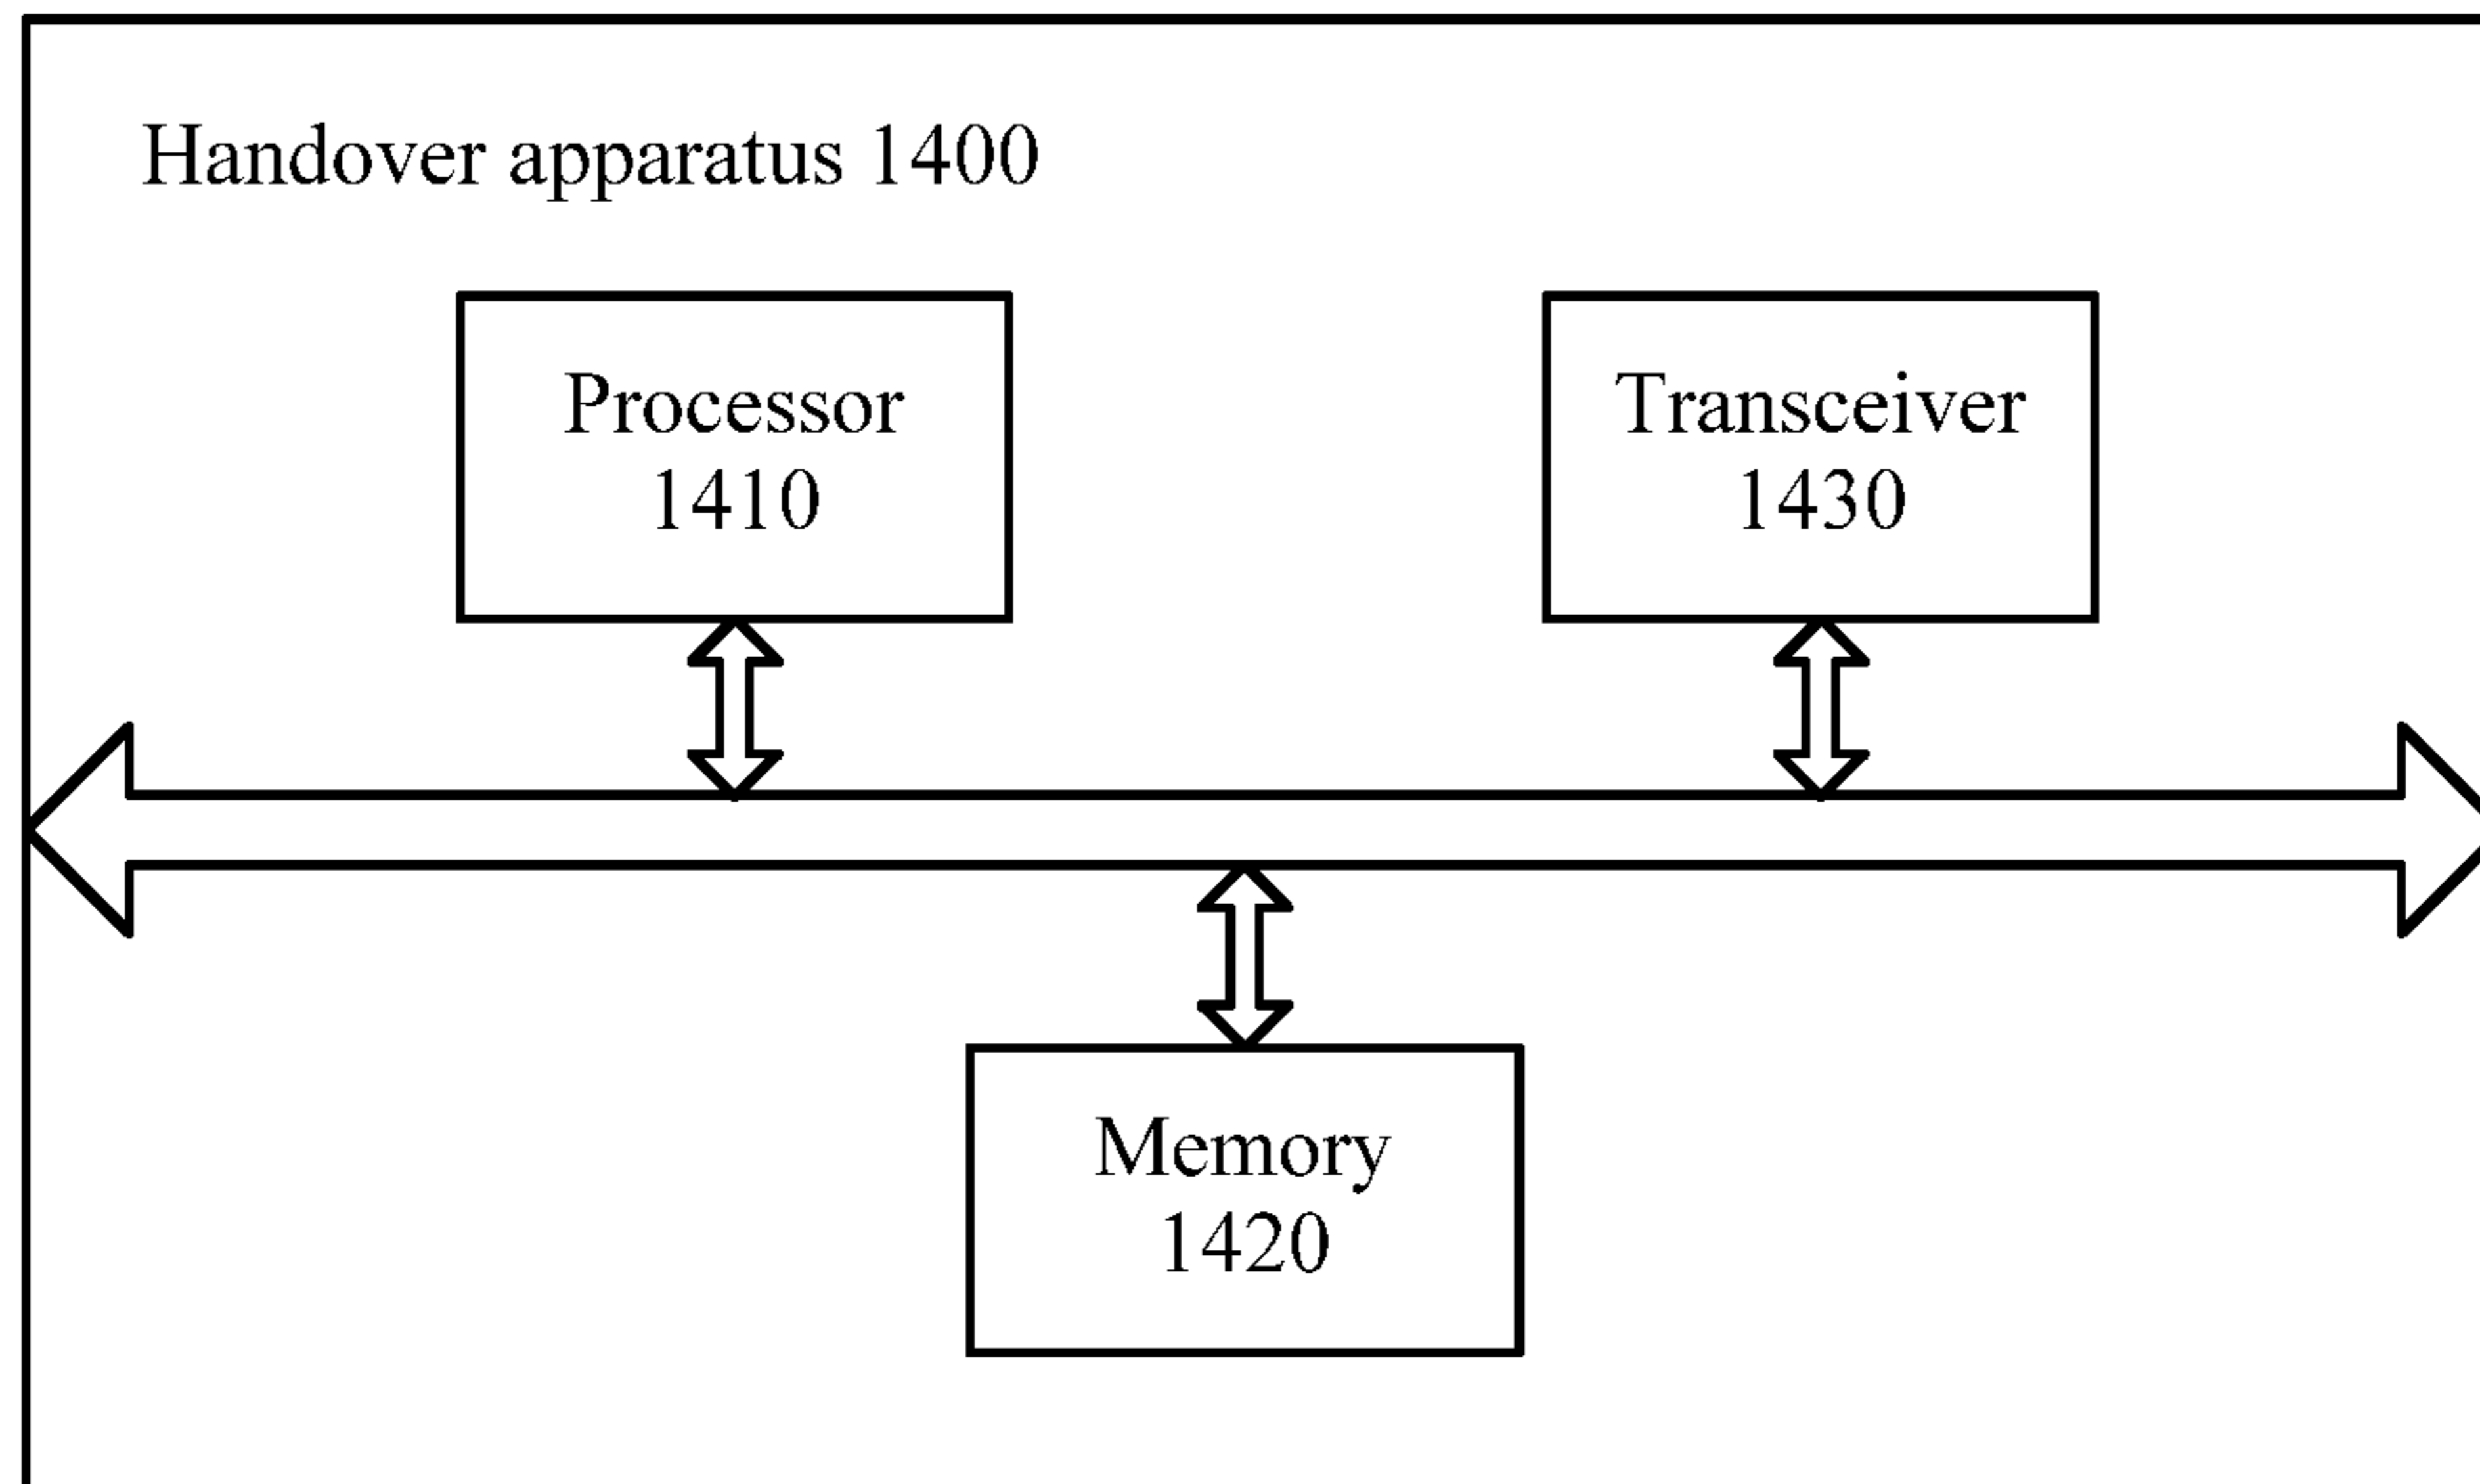 Handover apparatus 1400
Processor
1410
Transceiver
1430
Memory
1420